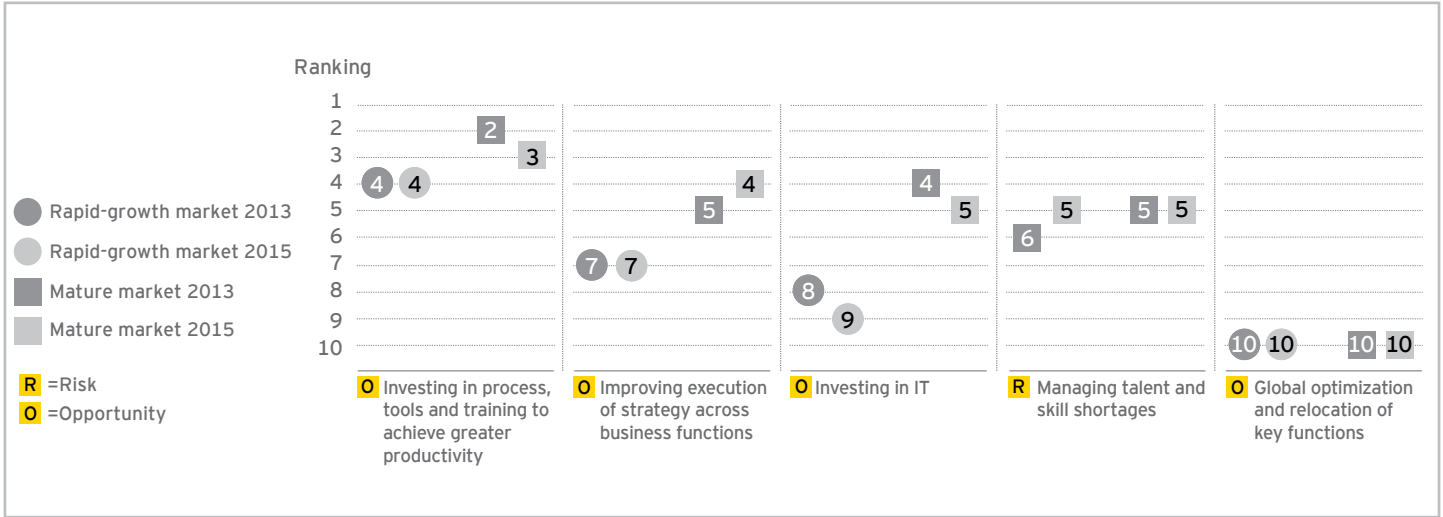 Ranking
1
2
3
4
5
6
7
8
9
10
Rapid-growth market 2013
Rapid-growth market 2015
Mature market 2013
Mature market 2015
R =Risk
O =Opportunity
2
3
4 4
O Investing in process,
tools and training to
achieve greater
productivity
4
5
7 7
O Improving execution
of strategy across
business functions
4
5
8
9
O Investing in IT
5 5 5
6
R Managing talent and
skill shortages
10 10 10 10
O Global optimization
and relocation of
key functions